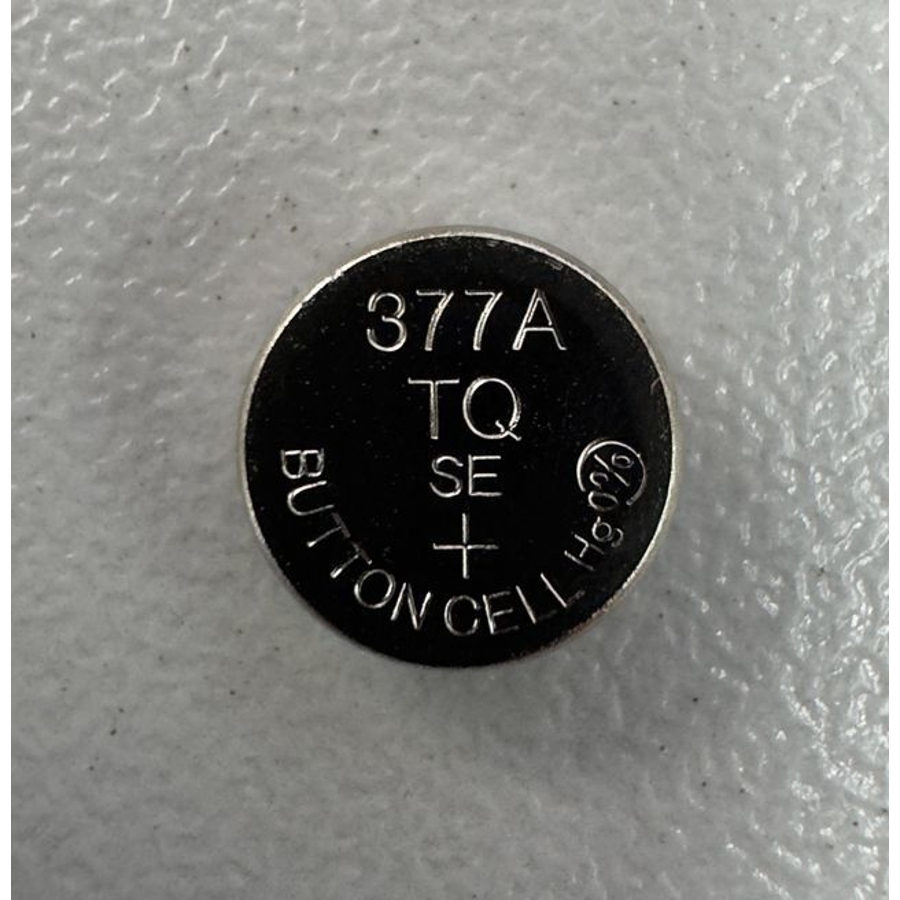 377A
TQ
SE
+
BUTTON CELL Hg0%